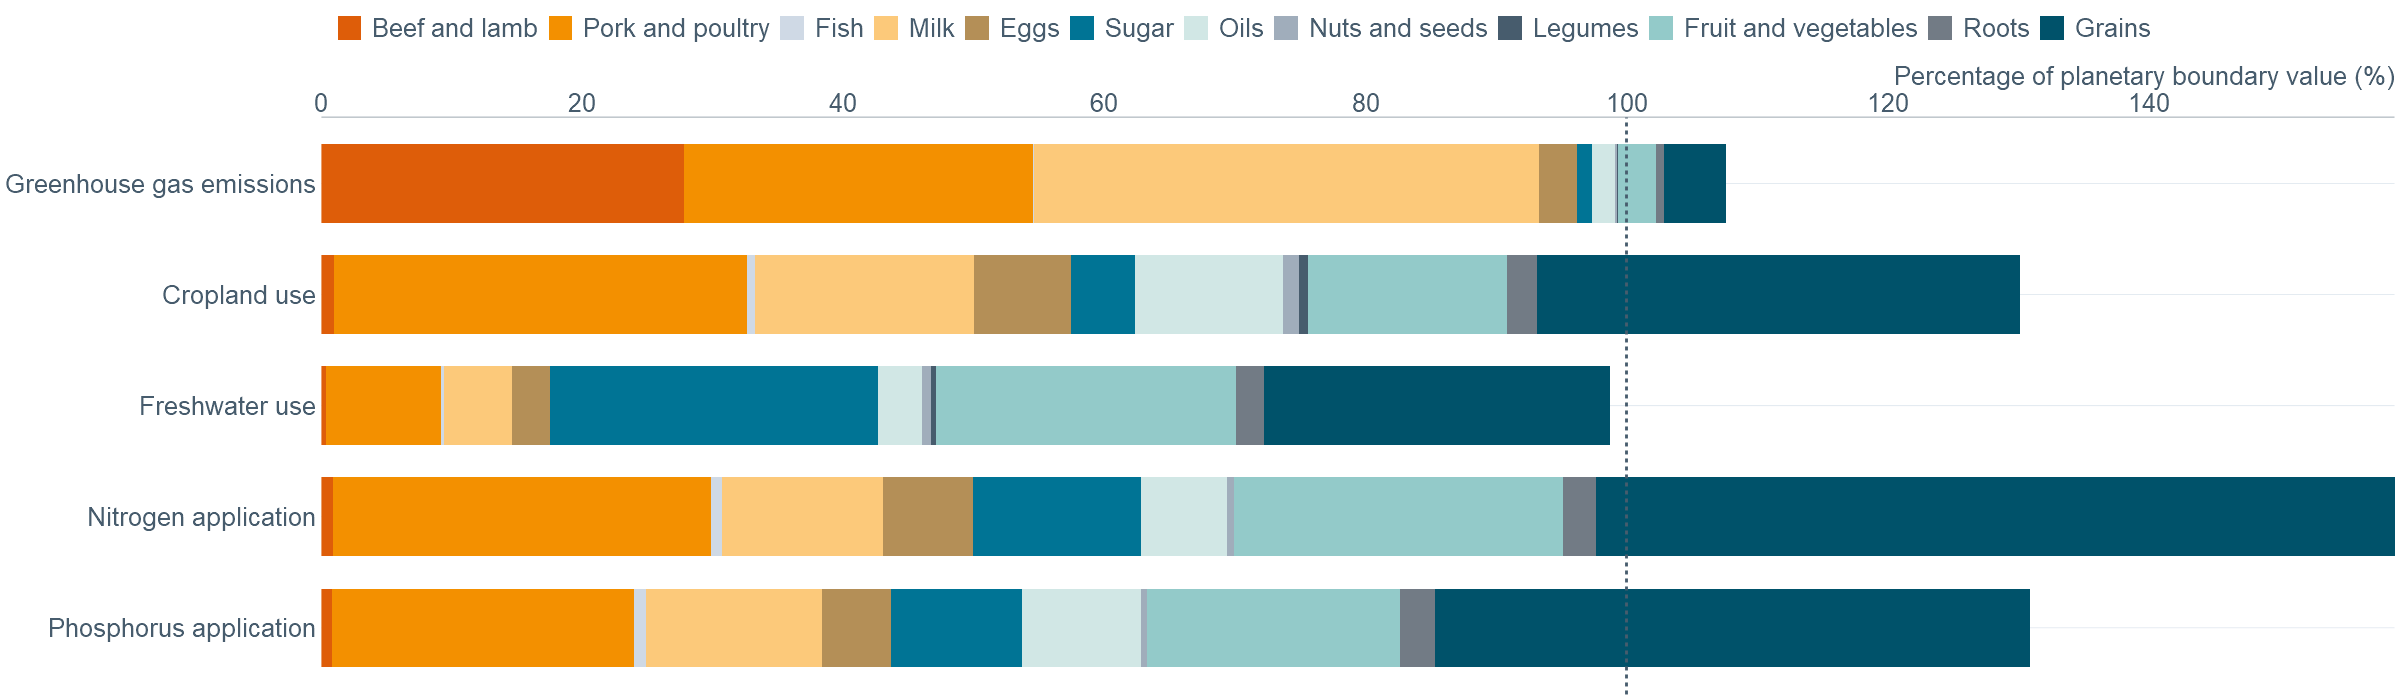 Beef and lamb Pork and poultry Fish Milk Eggs Sugar Oils Nuts and seeds Legumes Fruit and vegetables Roots Grains
Percentage of planetary boundary value (%)
0 20 40 60 80 100 120 140
Greenhouse gas emissions
Cropland use
Freshwater use
Nitrogen application
Phosphorus application